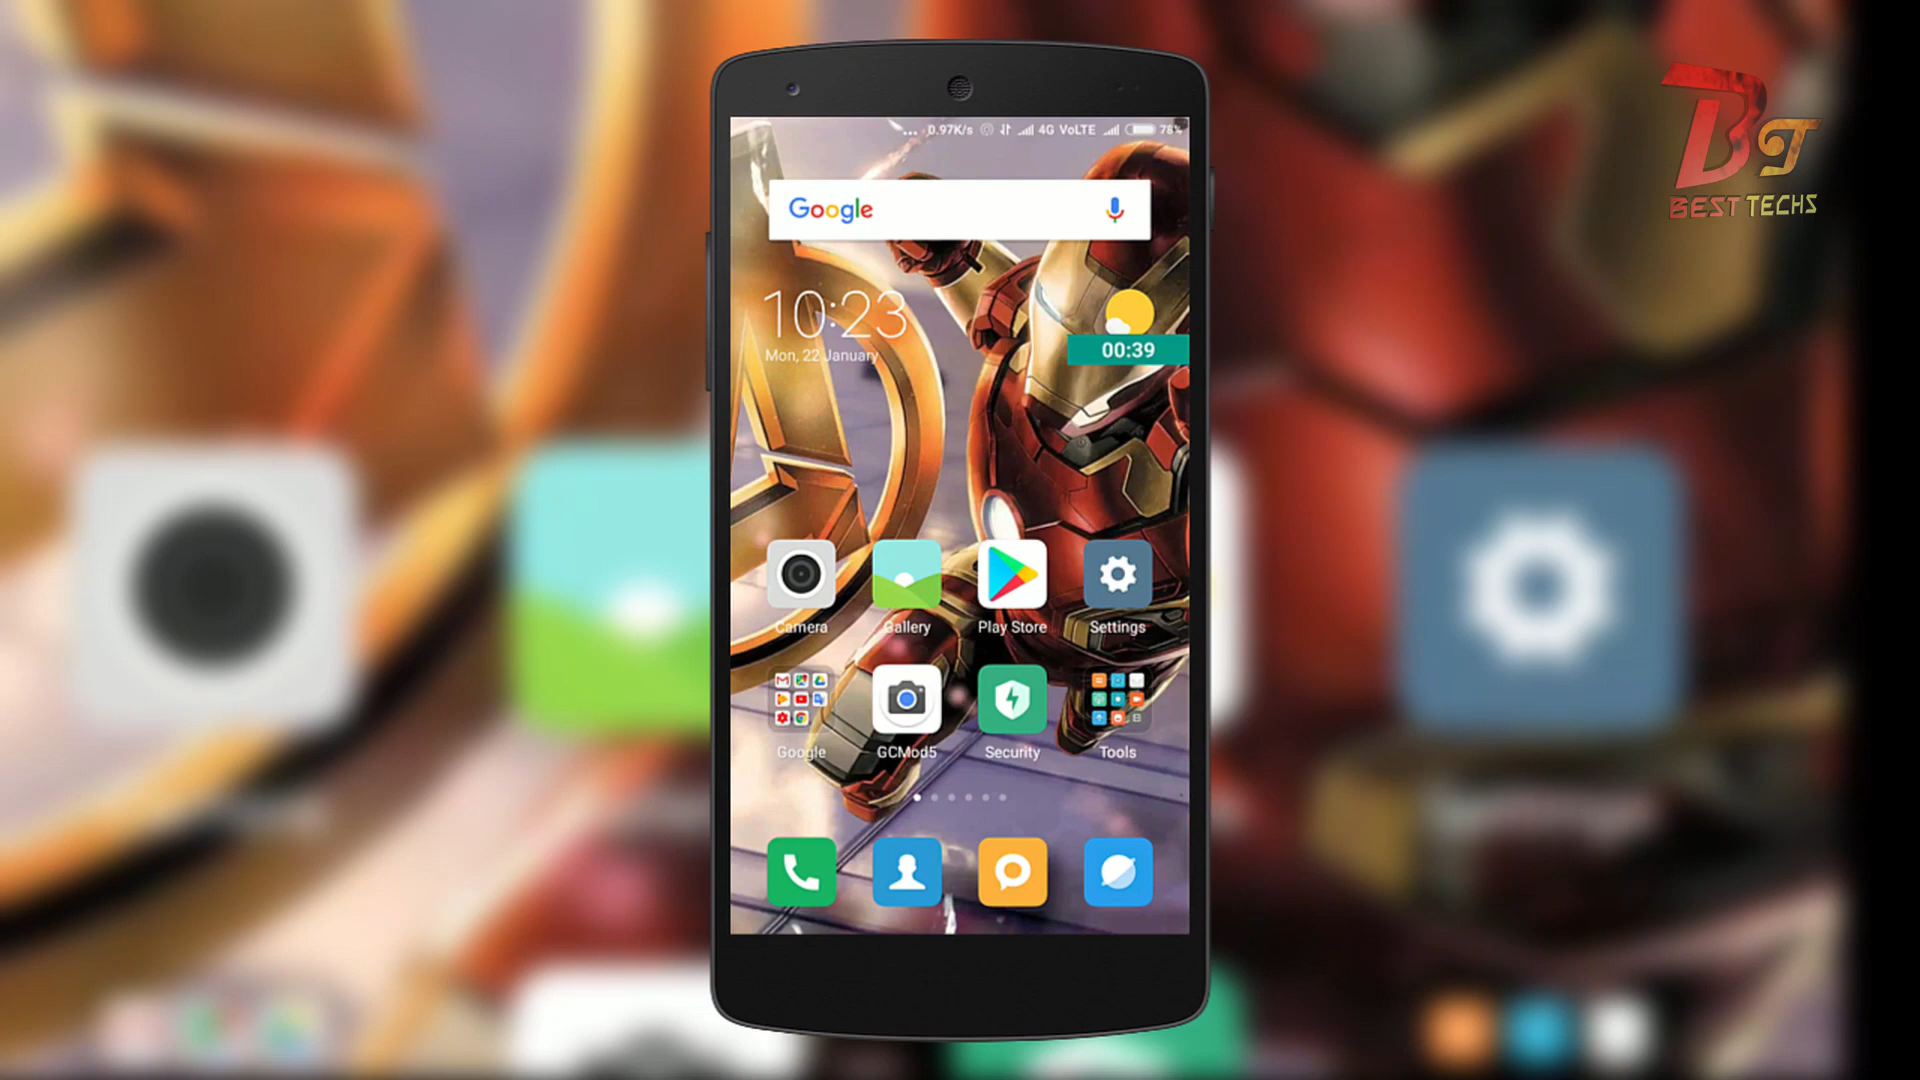 ... 0.97K/s 4G VoLTE 78%
BT
BEST TECHS
Google
10:23
Mon, 22 January
00:39
Camera Gallery Play Store Settings
Google GCMod5 Security Tools